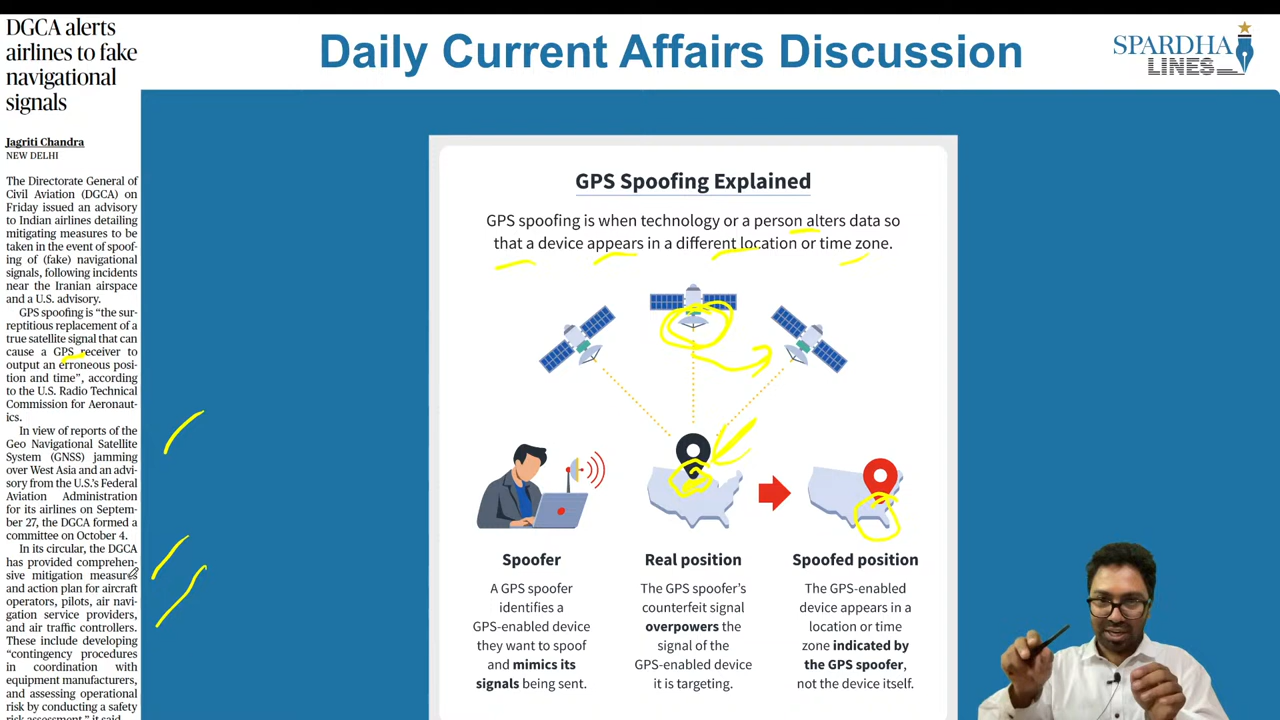 DGCA alerts
airlines to fake
navigational
signals
Jagriti Chandra
NEW DELHI
The Directorate General of
Civil Aviation (DGCA) on
Friday issued an advisory
to Indian airlines detailing
mitigating measures to be
taken in the event of spoof-
ing of (fake) navigational
signals, following incidents
near the Iranian airspace
and a U.S. advisory.
GPS spoofing is “the sur-
reptitious replacement of a
true satellite signal that can
cause a GPS receiver to
output an erroneous posi-
tion and time”, according
to the U.S. Radio Technical
Commission for Aeronaut-
ics.
In view of reports of the
Geo Navigational Satellite
System (GNSS) jamming
over West Asia and an advi-
sory from the U.S.’s Federal
Aviation Administration
for its airlines on Septem-
ber 27, the DGCA formed a
committee on October 4.
In its circular, the DGCA
has provided comprehen-
sive mitigation measures
and action plan for aircraft
operators, pilots, air navi-
gation service providers,
and air traffic controllers.
These include developing
“contingency procedures
in coordination with
equipment manufacturers,
and assessing operational
risk by conducting a safety
risk assessment,” it said.
Daily Current Affairs Discussion
SPARDHA
LINES
GPS Spoofing Explained
GPS spoofing is when technology or a person alters data so
that a device appears in a different location or time zone.
Spoofer
A GPS spoofer
identifies a
GPS-enabled device
they want to spoof
and mimics its
signals being sent.
Real position
The GPS spoofer’s
counterfeit signal
overpowers the
signal of the
GPS-enabled device
it is targeting.
Spoofed position
The GPS-enabled
device appears in a
location or time
zone indicated by
the GPS spoofer,
not the device itself.